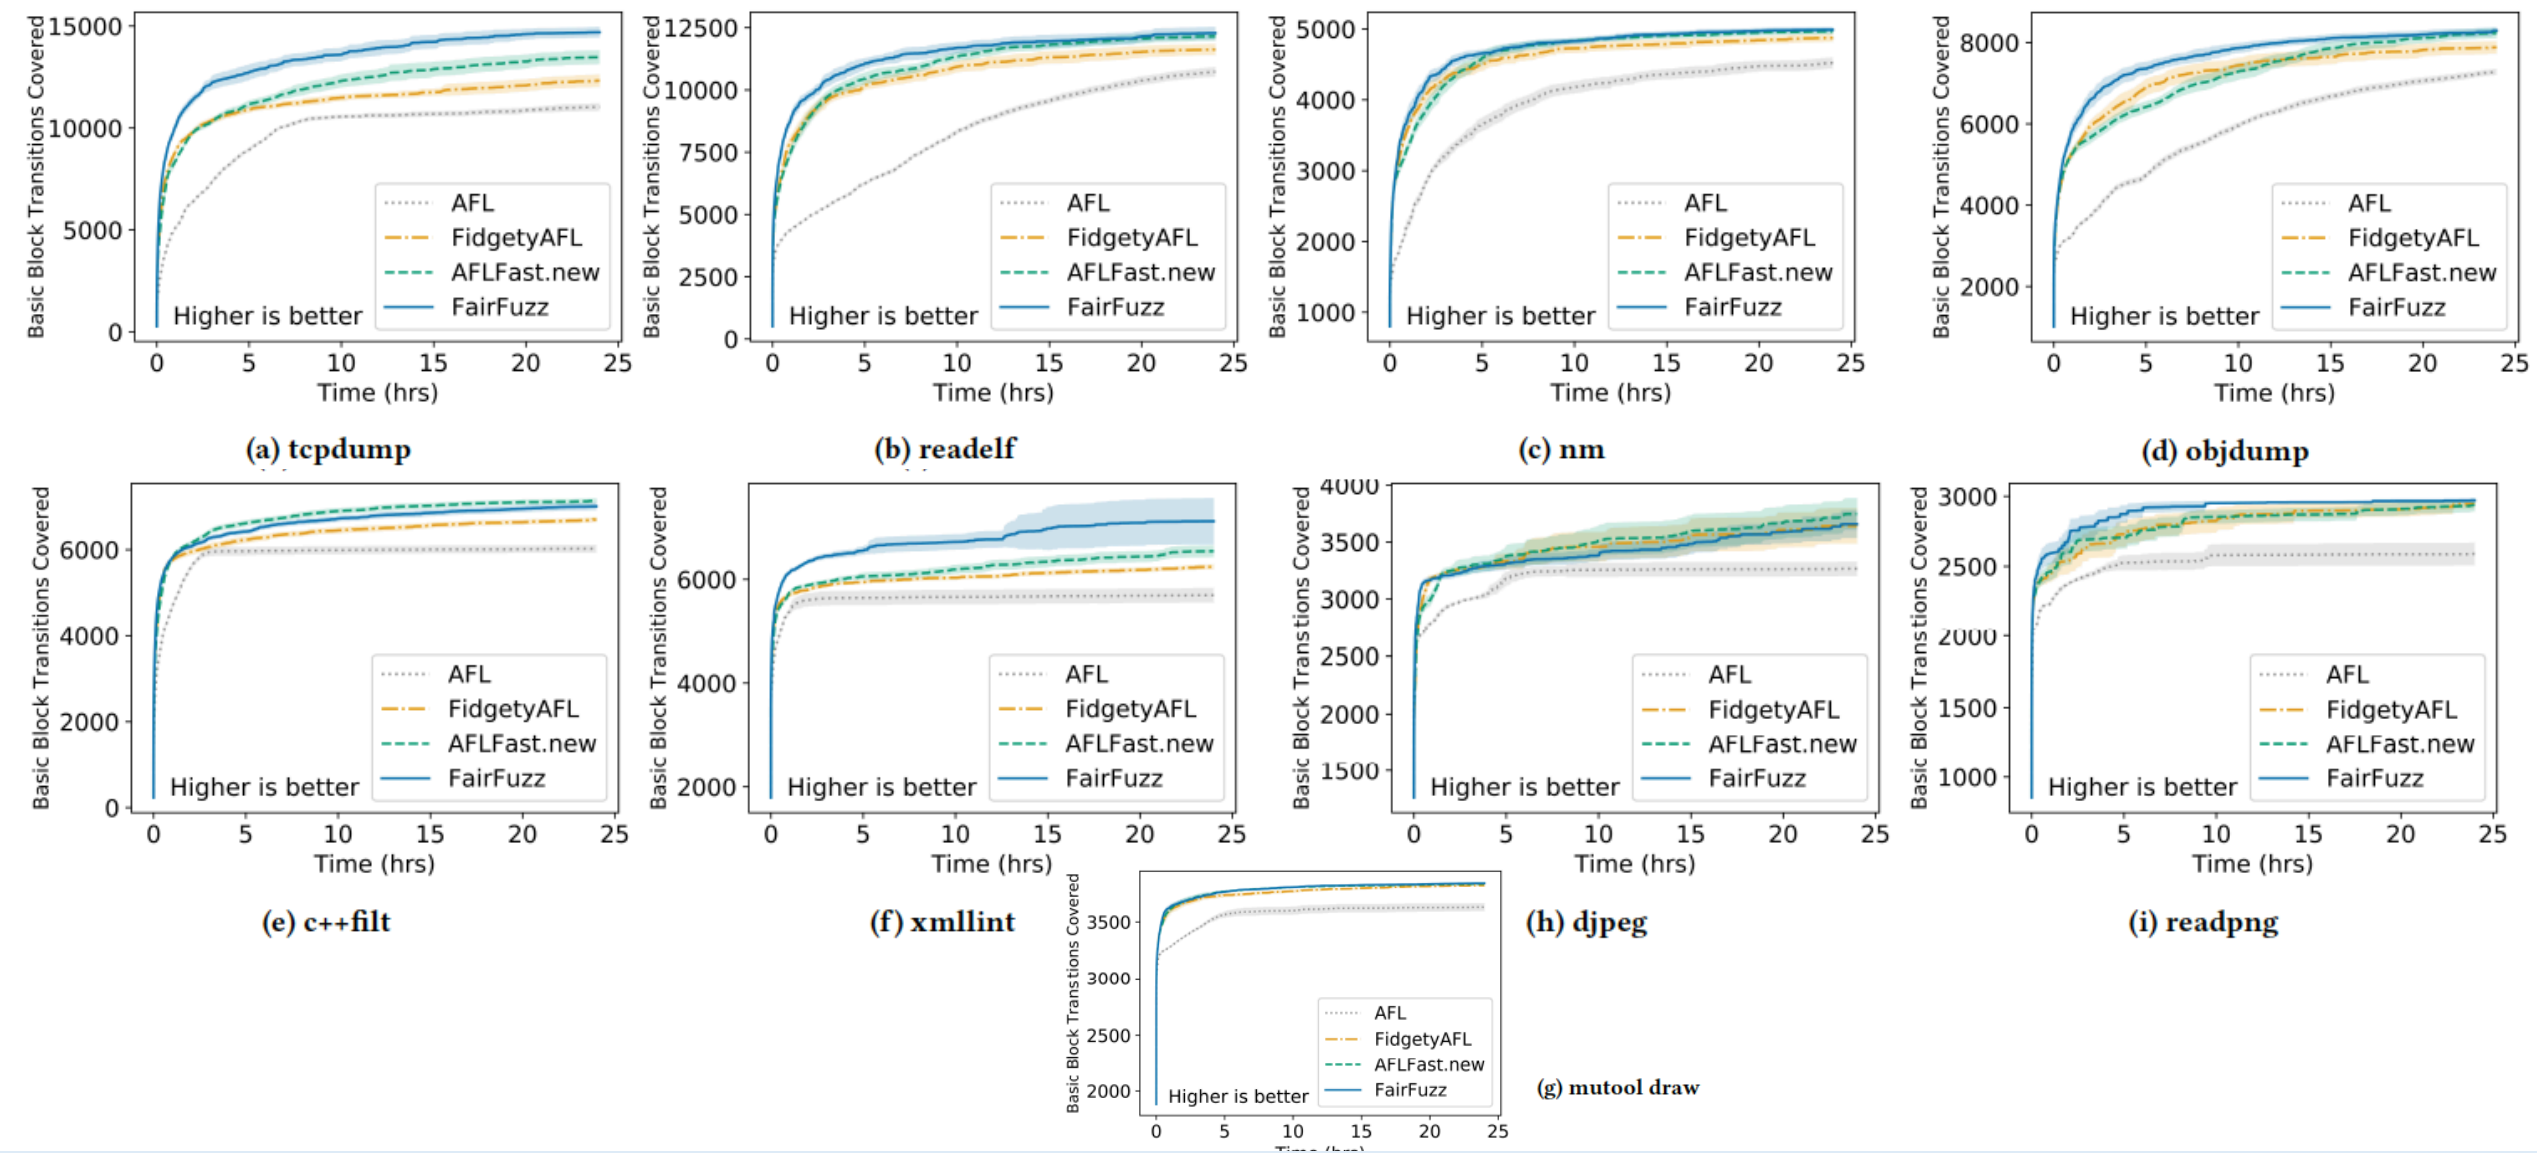 Basic Block Transitions Covered
15000
10000
5000
0
AFL
FidgetyAFL
AFLFast.new
FairFuzz
Higher is better
0 5 10 15 20 25
Time (hrs)
(a) tcpdump
Basic Block Transitions Covered
12500
10000
7500
5000
2500
0
AFL
FidgetyAFL
AFLFast.new
FairFuzz
Higher is better
0 5 10 15 20 25
Time (hrs)
(b) readelf
Basic Block Transitions Covered
5000
4000
3000
2000
1000
AFL
FidgetyAFL
AFLFast.new
FairFuzz
Higher is better
0 5 10 15 20 25
Time (hrs)
(c) nm
Basic Block Transitions Covered
8000
6000
4000
2000
AFL
FidgetyAFL
AFLFast.new
FairFuzz
Higher is better
0 5 10 15 20 25
Time (hrs)
(d) objdump
Basic Block Transitions Covered
6000
4000
2000
0
AFL
FidgetyAFL
AFLFast.new
FairFuzz
Higher is better
0 5 10 15 20 25
Time (hrs)
(e) c++filt
Basic Block Transitions Covered
6000
4000
2000
AFL
FidgetyAFL
AFLFast.new
FairFuzz
Higher is better
0 5 10 15 20 25
Time (hrs)
(f) xmllint
Basic Block Transtions Covered
4000
3500
3000
2500
2000
1500
AFL
FidgetyAFL
AFLFast.new
FairFuzz
Higher is better
0 5 10 15 20 25
Time (hrs)
(h) djpeg
Basic Block Transitions Covered
3000
2500
2000
1500
1000
AFL
FidgetyAFL
AFLFast.new
FairFuzz
Higher is better
0 5 10 15 20 25
Time (hrs)
(i) readpng
Basic Block Transtions Covered
3500
3000
2500
2000
AFL
FidgetyAFL
AFLFast.new
FairFuzz
Higher is better
0 5 10 15 20 25
Time (hrs)
(g) mutool draw